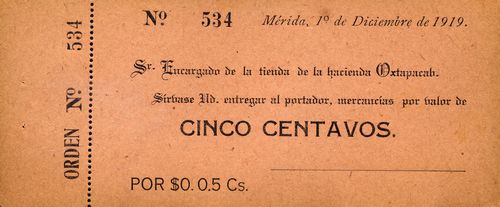 ORDEN Nº 534
Nº 534 Mérida, 1º de Diciembre de 1919.
Sr. Encargado de la tienda de la hacienda Oxtapacab.
Sírvase Ud. entregar al portador, mercancías por valor de
CINCO CENTAVOS.
POR $0.0.5 Cs.